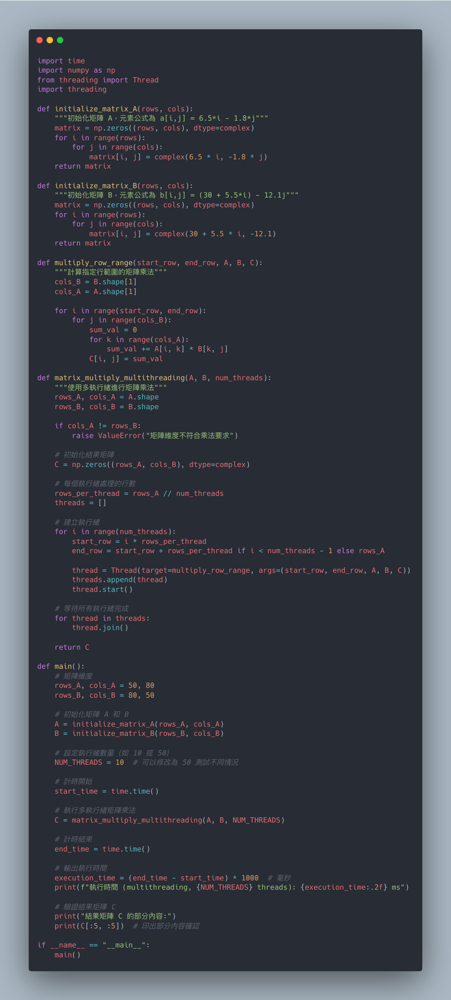 import time
import numpy as np
from threading import Thread
import threading

def initialize_matrix_A(rows, cols):
    """初始化矩陣 A，元素公式為 a[i,j] = 6.5*i - 1.8*j"""
    matrix = np.zeros((rows, cols), dtype=complex)
    for i in range(rows):
        for j in range(cols):
            matrix[i, j] = complex(6.5 * i, -1.8 * j)
    return matrix

def initialize_matrix_B(rows, cols):
    """初始化矩陣 B，元素公式為 b[i,j] = (30 + 5.5*i) - 12.1j"""
    matrix = np.zeros((rows, cols), dtype=complex)
    for i in range(rows):
        for j in range(cols):
            matrix[i, j] = complex(30 + 5.5 * i, -12.1)
    return matrix

def multiply_row_range(start_row, end_row, A, B, C):
    """計算指定行範圍的矩陣乘法"""
    cols_B = B.shape[1]
    cols_A = A.shape[1]

    for i in range(start_row, end_row):
        for j in range(cols_B):
            sum_val = 0
            for k in range(cols_A):
                sum_val += A[i, k] * B[k, j]
            C[i, j] = sum_val

def matrix_multiply_multithreading(A, B, num_threads):
    """使用多執行緒進行矩陣乘法"""
    rows_A, cols_A = A.shape
    rows_B, cols_B = B.shape

    if cols_A != rows_B:
        raise ValueError("矩陣維度不符合乘法要求")

    # 初始化結果矩陣
    C = np.zeros((rows_A, cols_B), dtype=complex)

    # 每個執行緒處理的行數
    rows_per_thread = rows_A // num_threads
    threads = []

    # 建立執行緒
    for i in range(num_threads):
        start_row = i * rows_per_thread
        end_row = start_row + rows_per_thread if i < num_threads - 1 else rows_A

        thread = Thread(target=multiply_row_range, args=(start_row, end_row, A, B, C))
        threads.append(thread)
        thread.start()

    # 等待所有執行緒完成
    for thread in threads:
        thread.join()

    return C

def main():
    # 矩陣維度
    rows_A, cols_A = 50, 80
    rows_B, cols_B = 80, 50

    # 初始化矩陣 A 和 B
    A = initialize_matrix_A(rows_A, cols_A)
    B = initialize_matrix_B(rows_B, cols_B)

    # 設定執行緒數量（如 10 或 50）
    NUM_THREADS = 10  # 可以修改為 50 測試不同情況

    # 計時開始
    start_time = time.time()

    # 執行多執行緒矩陣乘法
    C = matrix_multiply_multithreading(A, B, NUM_THREADS)

    # 計時結束
    end_time = time.time()

    # 輸出執行時間
    execution_time = (end_time - start_time) * 1000  # 毫秒
    print(f"執行時間 (multithreading, {NUM_THREADS} threads): {execution_time:.2f} ms")

    # 驗證結果矩陣 C
    print("結果矩陣 C 的部分內容:")
    print(C[:5, :5])  # 印出部分內容確認

if __name__ == "__main__":
    main()